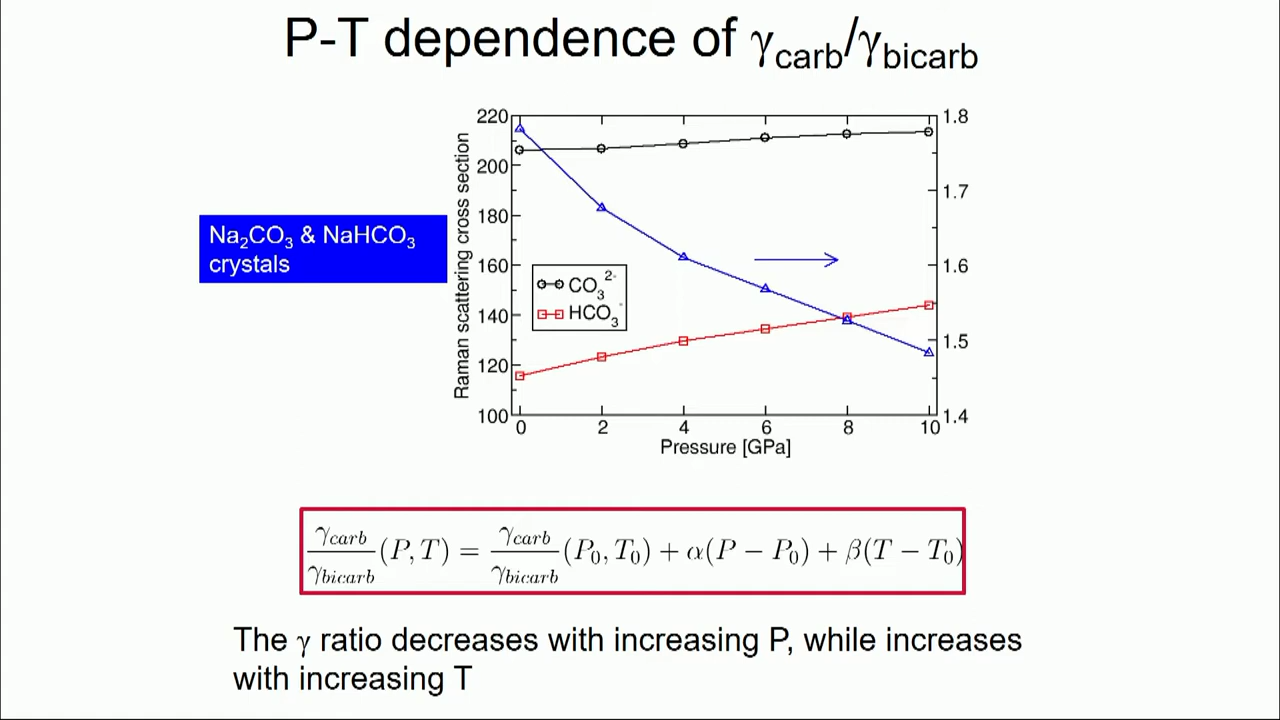 P-T dependence of γcarb/γbicarb
Na₂CO₃ & NaHCO₃
crystals
Raman scattering cross section
220
200
180
160
140
120
100
CO₃²⁻
HCO₃⁻
1.8
1.7
1.6
1.5
1.4
0 2 4 6 8 10
Pressure [GPa]
γcarb/γbicarb (P, T) = γcarb/γbicarb (P₀, T₀) + α(P − P₀) + β(T − T₀)
The γ ratio decreases with increasing P, while increases
with increasing T